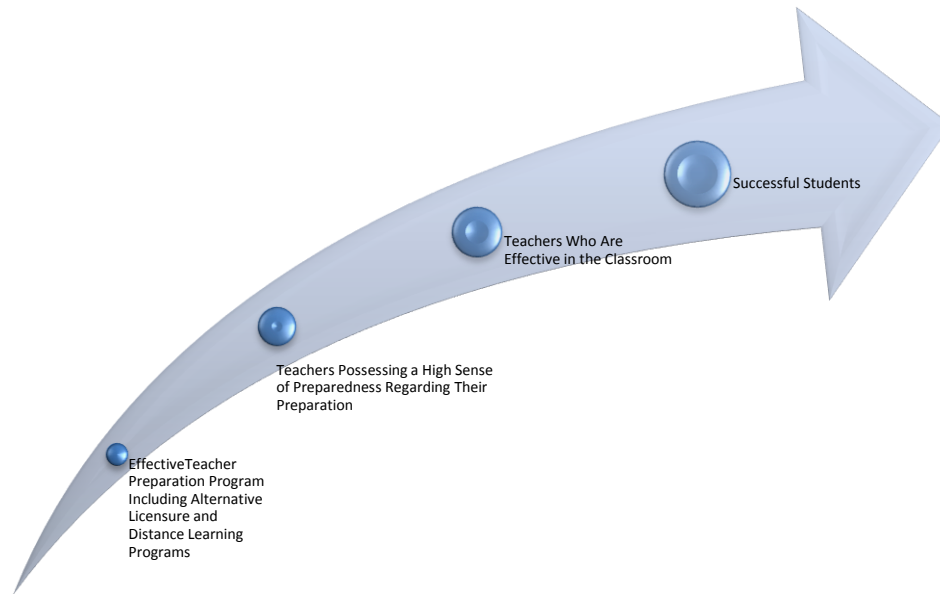 Successful Students
Teachers Who Are
Effective in the Classroom
Teachers Possessing a High Sense
of Preparedness Regarding Their
Preparation
EffectiveTeacher
Preparation Program
Including Alternative
Licensure and
Distance Learning
Programs